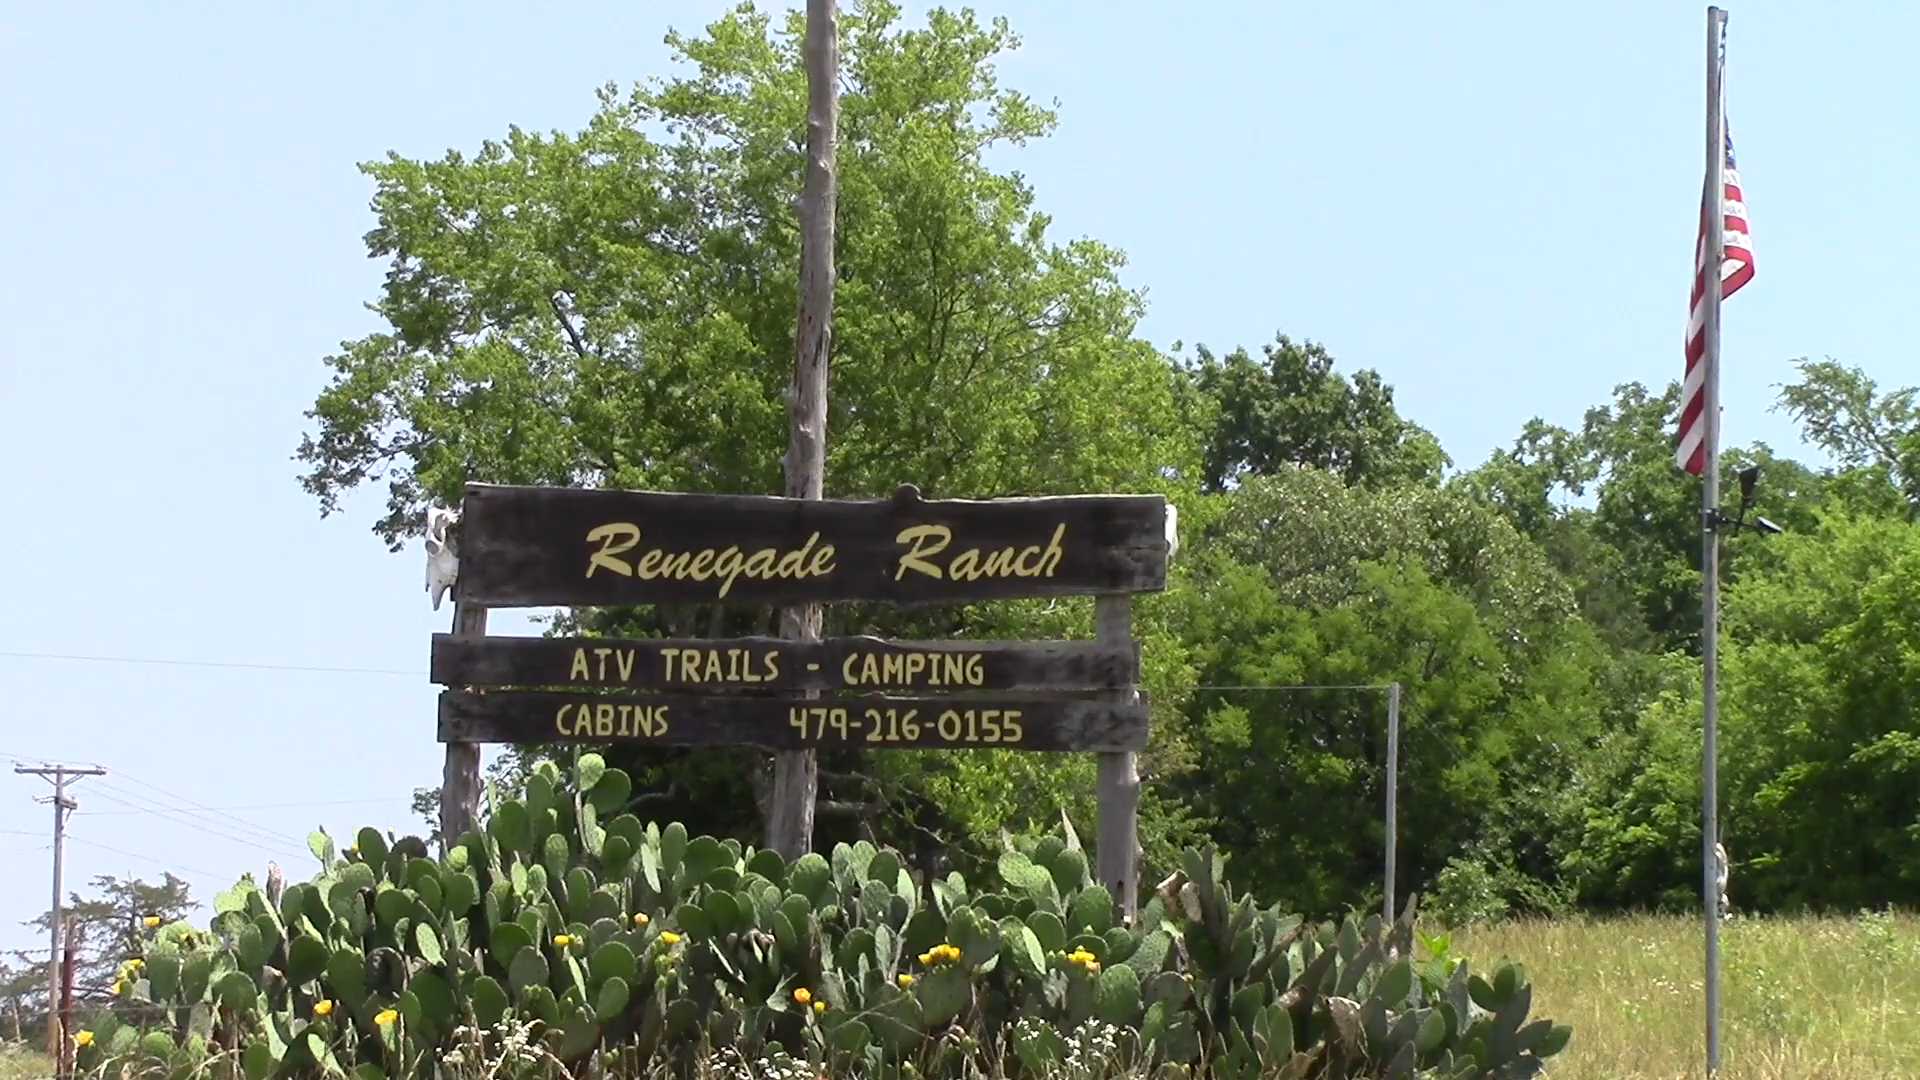 Renegade Ranch
ATV TRAILS - CAMPING
CABINS 479-216-0155